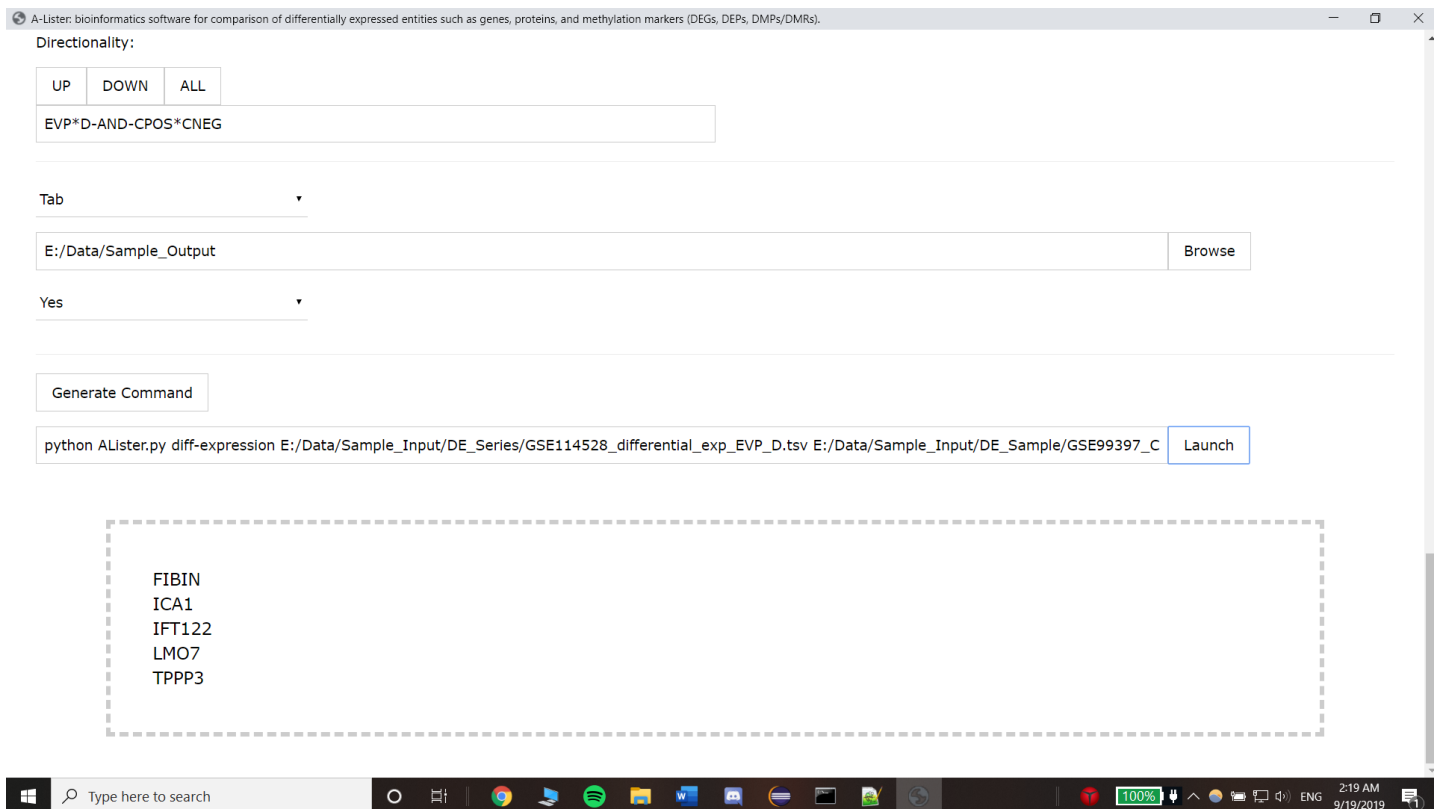 A-Lister: bioinformatics software for comparison of differentially expressed entities such as genes, proteins, and methylation markers (DEGs, DEPs, DMPs/DMRs).
Directionality:
UP DOWN ALL
EVP*D-AND-CPOS*CNEG
Tab
E:/Data/Sample_Output Browse
Yes
Generate Command
python ALister.py diff-expression E:/Data/Sample_Input/DE_Series/GSE114528_differential_exp_EVP_D.tsv E:/Data/Sample_Input/DE_Sample/GSE99397_C Launch
FIBIN
ICA1
IFT122
LMO7
TPPP3
Type here to search 100% ENG 2:19 AM
9/19/2019